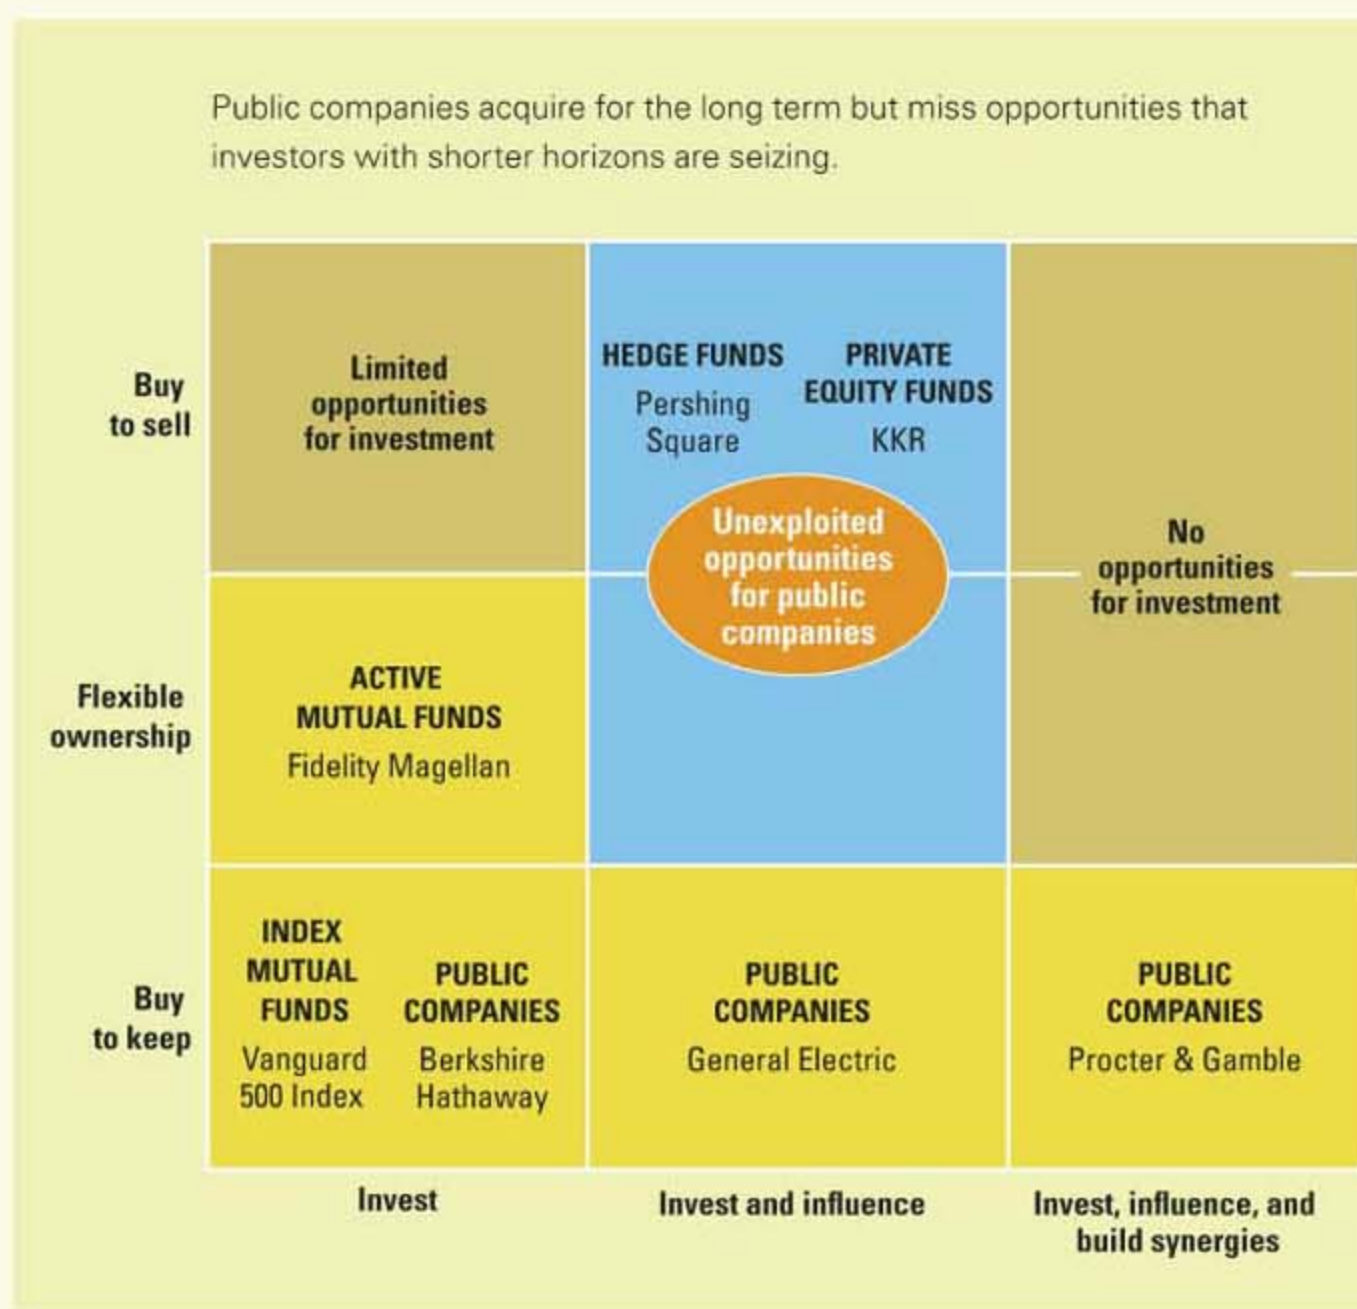 Public companies acquire for the long term but miss opportunities that
investors with shorter horizons are seizing.
Buy
to sell
Limited
opportunities
for investment
HEDGE FUNDS
Pershing
Square
PRIVATE
EQUITY FUNDS
KKR
Unexploited
opportunities
for public
companies
No
opportunities
for investment
Flexible
ownership
ACTIVE
MUTUAL FUNDS
Fidelity Magellan
Buy
to keep
INDEX
MUTUAL
FUNDS
Vanguard
500 Index
PUBLIC
COMPANIES
Berkshire
Hathaway
PUBLIC
COMPANIES
General Electric
PUBLIC
COMPANIES
Procter & Gamble
Invest
Invest and influence
Invest, influence, and
build synergies